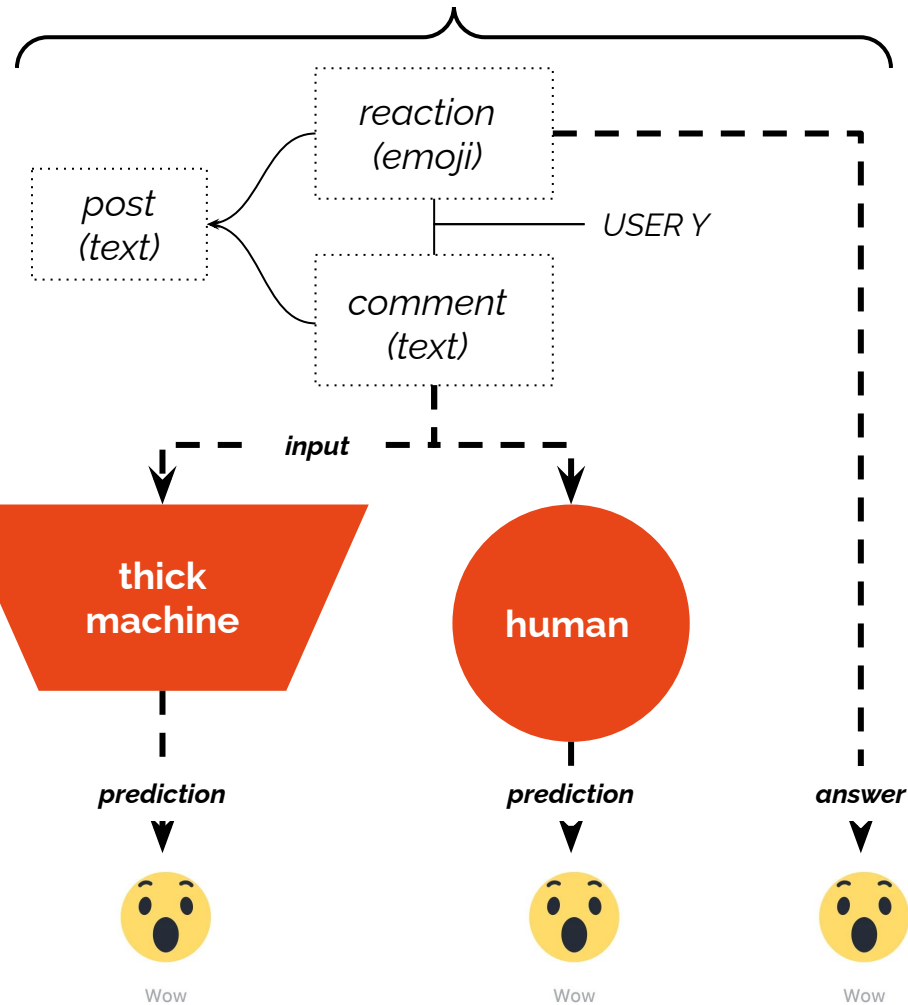 reaction
(emoji)
post
(text)
USER Y
comment
(text)
input
thick
machine
human
prediction
prediction
answer
Wow
Wow
Wow